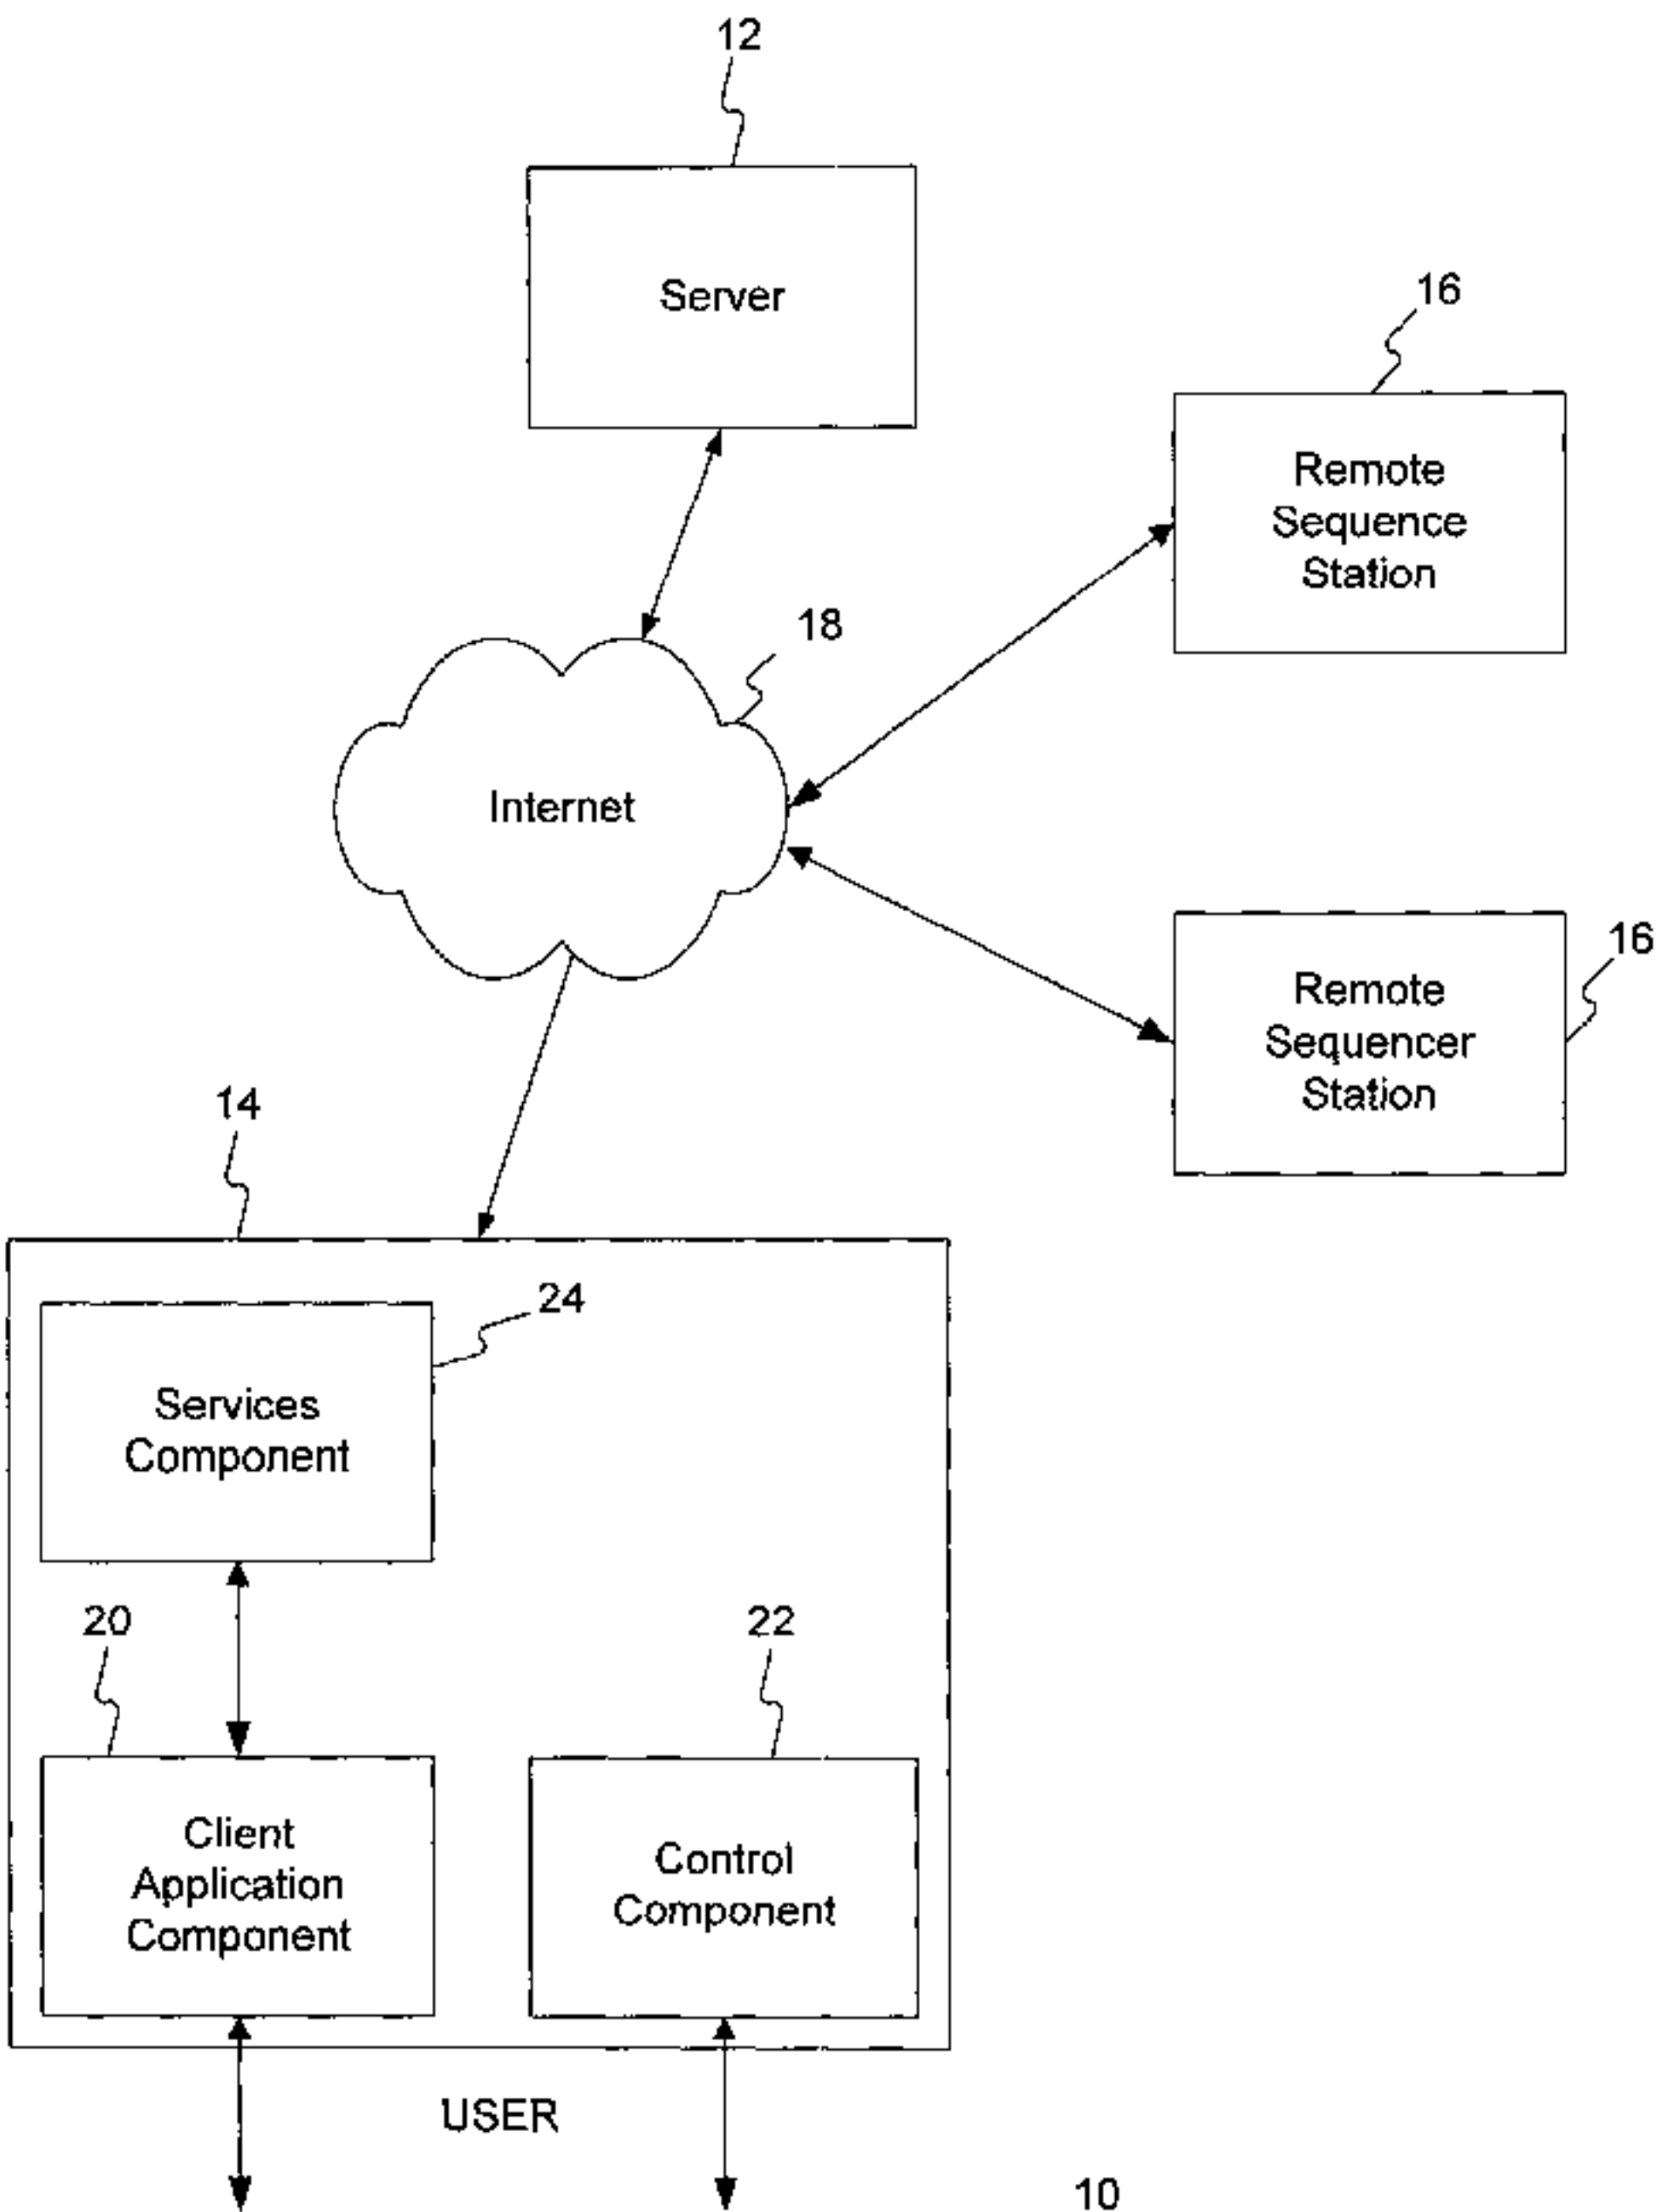 12
Server
16
Remote
Sequence
Station
18
Internet
16
Remote
Sequencer
Station
14
24
Services
Component
20
22
Client
Application
Component
Control
Component
USER
10